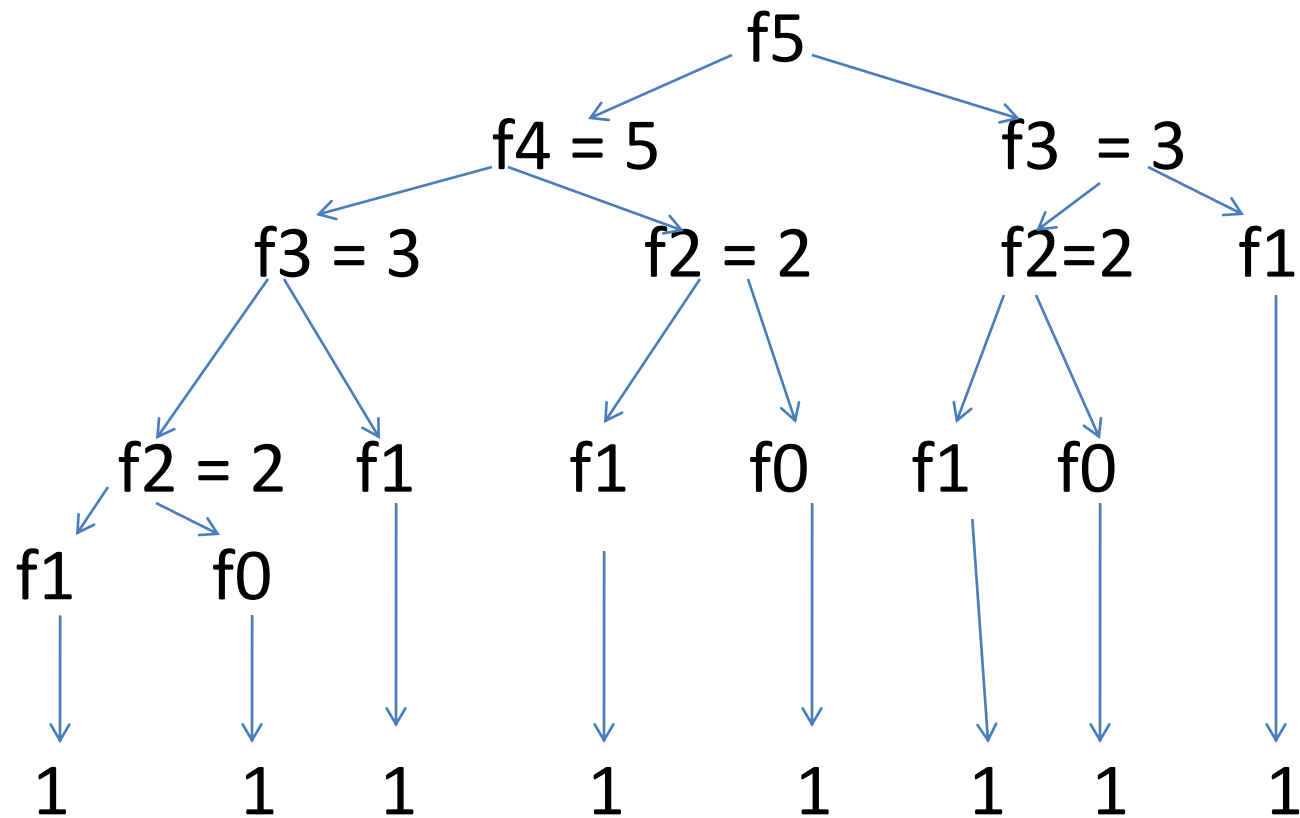 f5
f4 = 5 f3 = 3
f3 = 3 f2 = 2 f2=2 f1
f2 = 2 f1 f1 f0 f1 f0
f1 f0
1 1 1 1 1 1 1 1